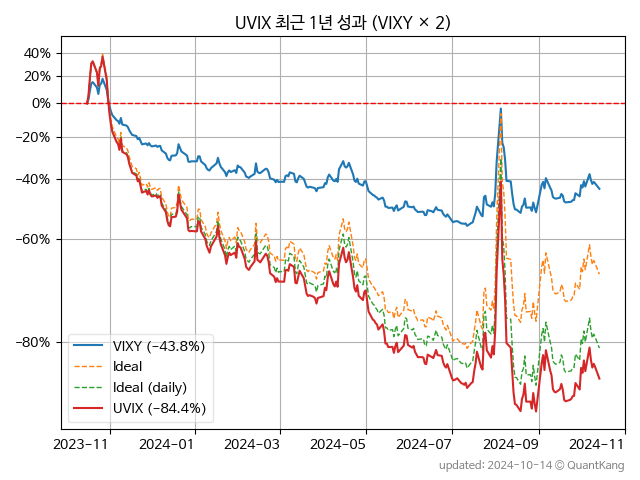 UVIX 최근 1년 성과 (VIXY × 2)
40%
20%
0%
−20%
−40%
−60%
−80%
VIXY (−43.8%)
Ideal
Ideal (daily)
UVIX (−84.4%)
2023-11 2024-01 2024-03 2024-05 2024-07 2024-09 2024-11
updated: 2024-10-14 © QuantKang